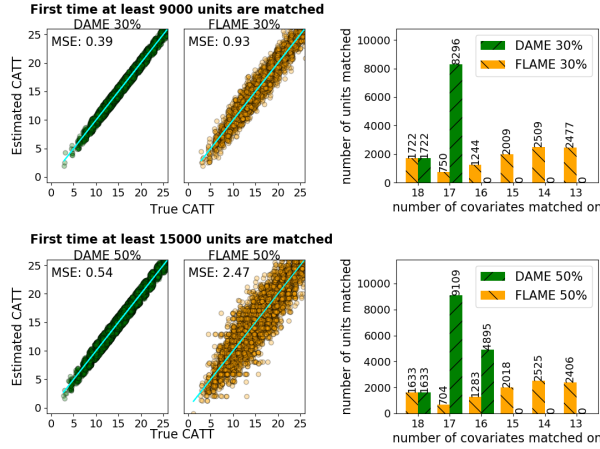 First time at least 9000 units are matched
DAME 30%
FLAME 30%
MSE: 0.39
MSE: 0.93
Estimated CATT
25
20
15
10
5
0
0 5 10 15 20 25
0 5 10 15 20 25
True CATT
number of units matched
10000
8000
6000
4000
2000
0
DAME 30%
FLAME 30%
1722
1722
750
8296
1244
0
2009
0
2509
0
2477
0
18 17 16 15 14 13
number of covariates matched on
First time at least 15000 units are matched
DAME 50%
FLAME 50%
MSE: 0.54
MSE: 2.47
Estimated CATT
25
20
15
10
5
0
0 5 10 15 20 25
0 5 10 15 20 25
True CATT
number of units matched
10000
8000
6000
4000
2000
0
DAME 50%
FLAME 50%
1633
1633
704
9109
1283
4895
2018
0
2525
0
2406
0
18 17 16 15 14 13
number of covariates matched on